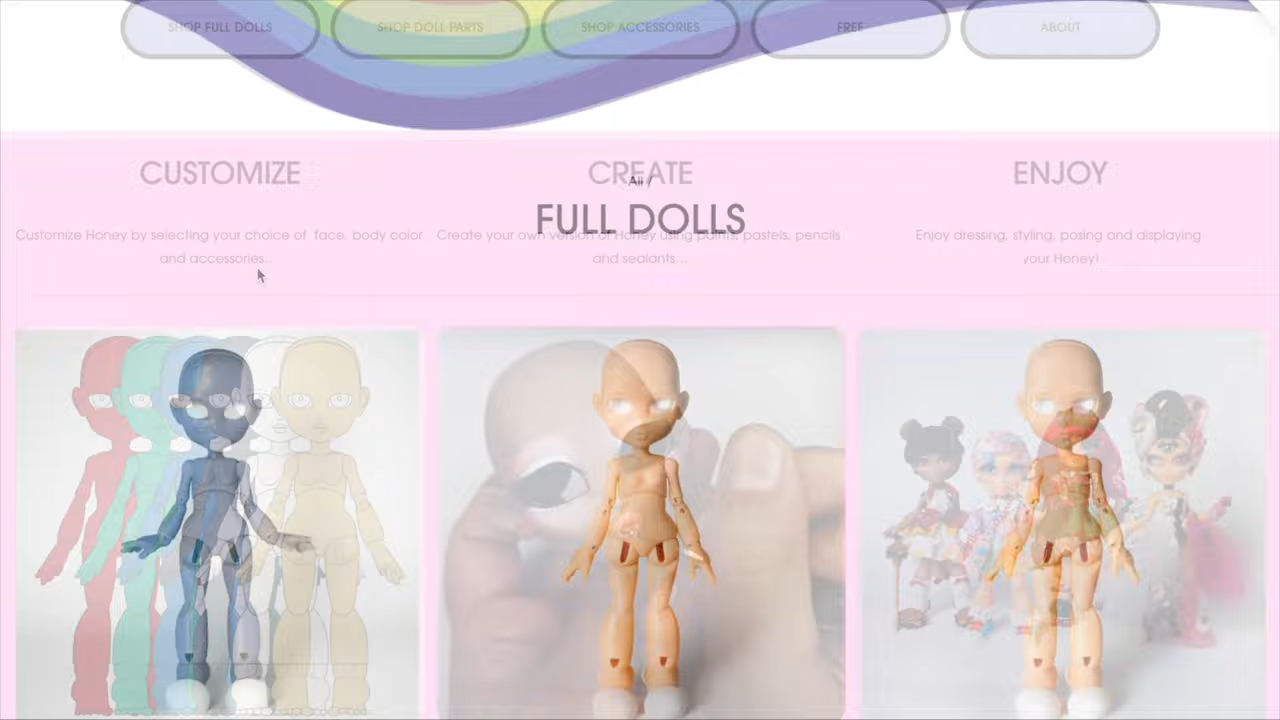 SHOP FULL DOLLS
SHOP DOLL PARTS
SHOP ACCESSORIES
FREE
ABOUT
CUSTOMIZE
CREATE
ENJOY
All /
FULL DOLLS
Customize Honey by selecting your choice of face, body color
and accessories...
Create your own version of Honey using paints, pastels, pencils
and sealants...
Enjoy dressing, styling, posing and displaying
your Honey!